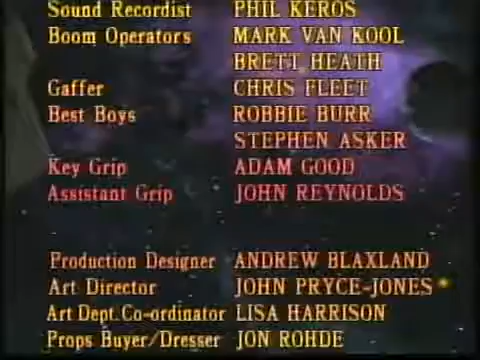 Sound Recordist PHIL KEROS
Boom Operators MARK VAN KOOL
BRETT HEATH
Gaffer CHRIS FLEET
Best Boys ROBBIE BURR
STEPHEN ASKER
Key Grip ADAM GOOD
Assistant Grip JOHN REYNOLDS
Production Designer ANDREW BLAXLAND
Art Director JOHN PRYCE-JONES
Art Dept. Co-ordinator LISA HARRISON
Props Buyer/Dresser JON ROHDE